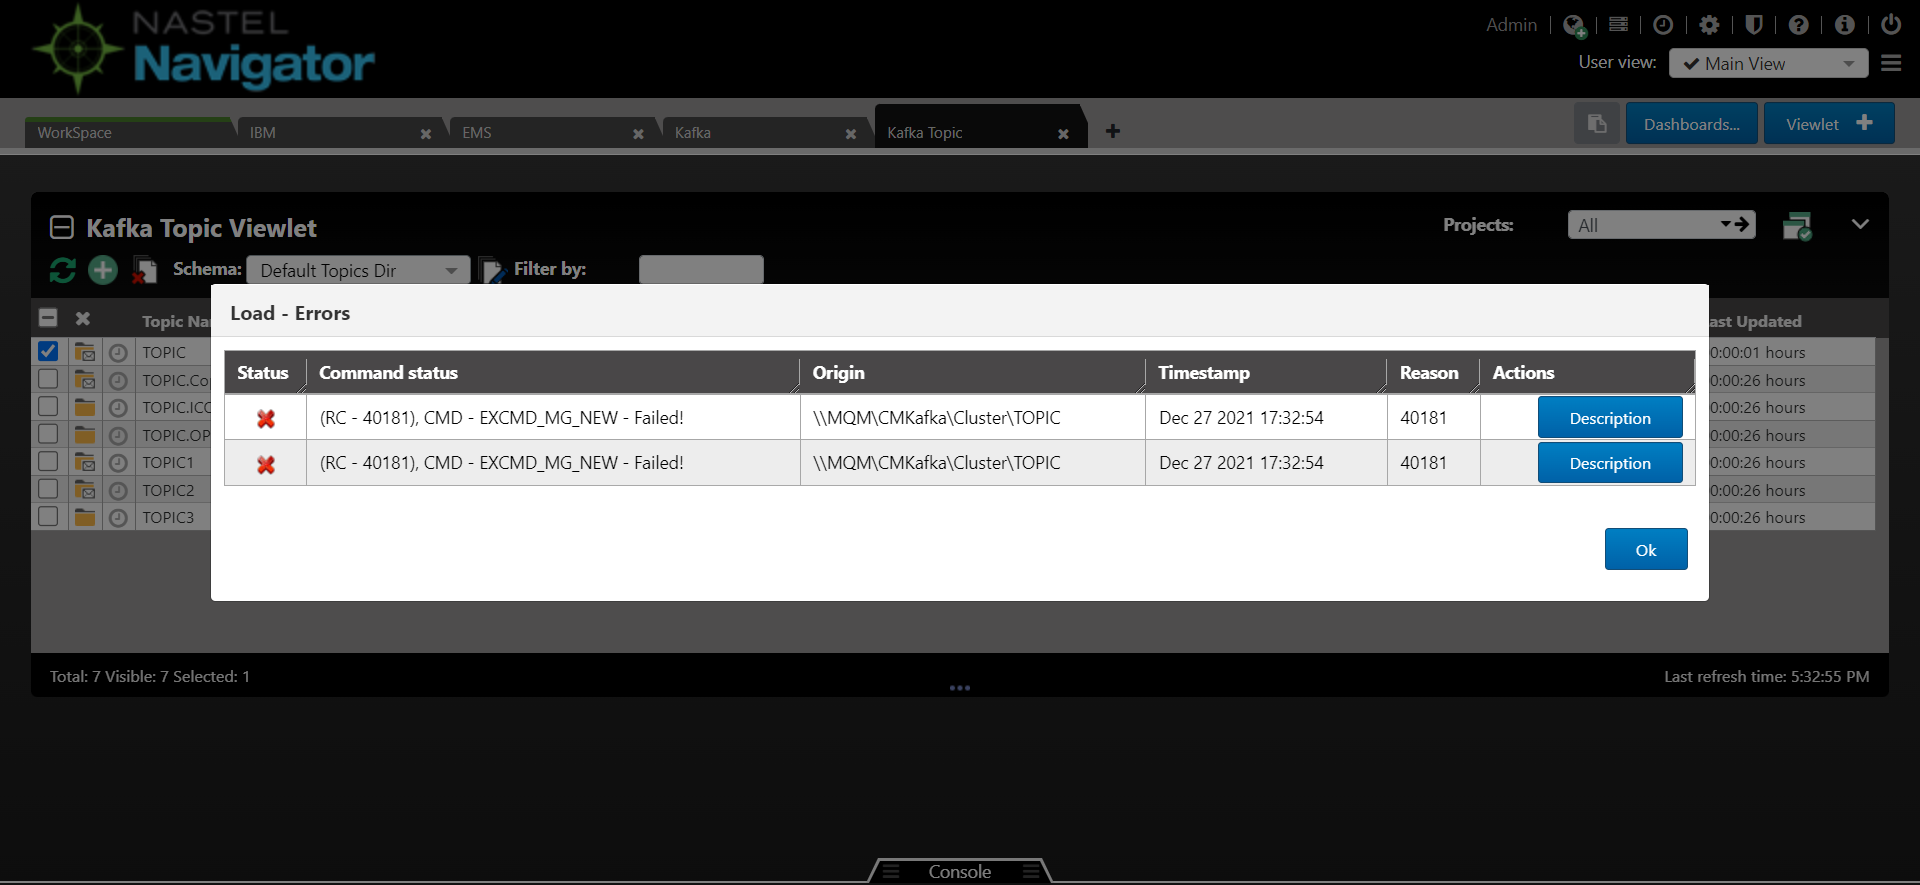 NASTEL
Navigator
Admin
User view:
Main View
WorkSpace
IBM
EMS
Kafka
Kafka Topic
Dashboards...
Viewlet
Kafka Topic Viewlet
Projects:
All
Schema:
Default Topics Dir
Filter by:
Load - Errors
Status
Command status
Origin
Timestamp
Reason
Actions
(RC - 40181), CMD - EXCMD_MG_NEW - Failed!
\\MQM\CMKafka\Cluster\TOPIC
Dec 27 2021 17:32:54
40181
Description
(RC - 40181), CMD - EXCMD_MG_NEW - Failed!
\\MQM\CMKafka\Cluster\TOPIC
Dec 27 2021 17:32:54
40181
Description
Ok
Topic Na
ast Updated
TOPIC
0:00:01 hours
TOPIC.Co
0:00:26 hours
TOPIC.ICO
0:00:26 hours
TOPIC.OP
0:00:26 hours
TOPIC1
0:00:26 hours
TOPIC2
0:00:26 hours
TOPIC3
0:00:26 hours
Total: 7 Visible: 7 Selected: 1
Last refresh time: 5:32:55 PM
Console